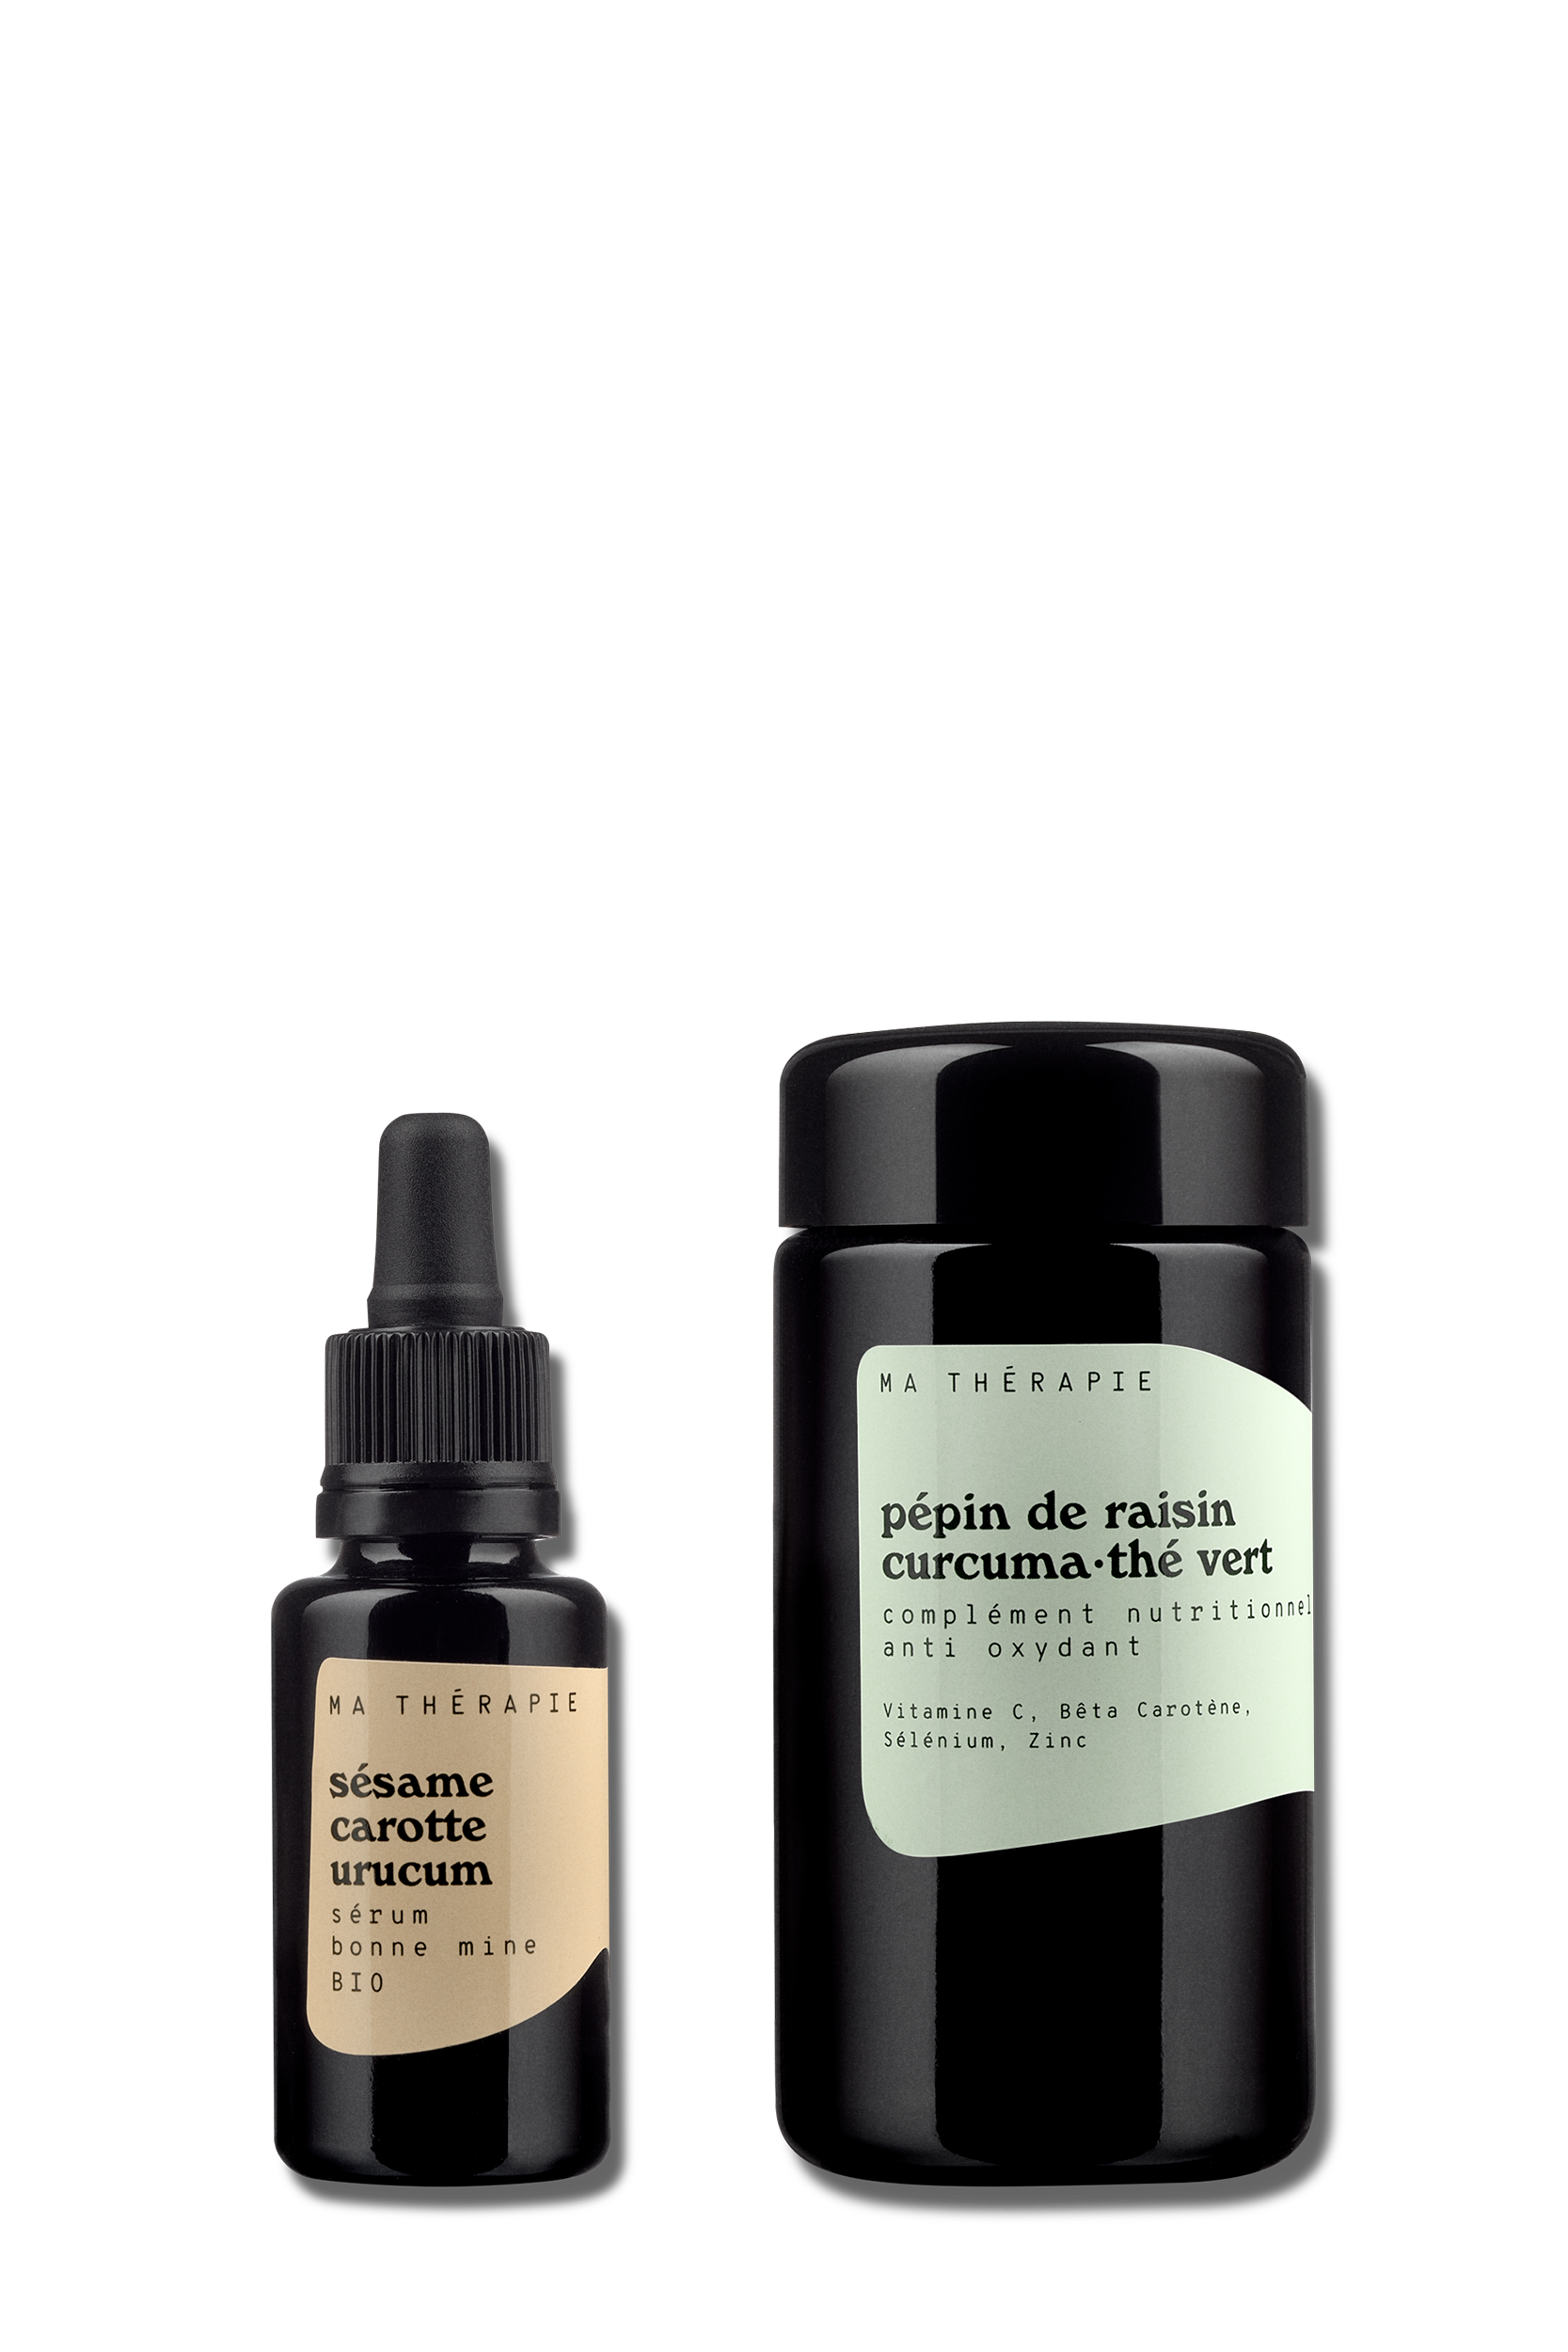 MA THÉRAPIE
sésame
carotte
urucum
sérum
bonne mine
BIO
MA THÉRAPIE
pépin de raisin
curcuma·thé vert
complément nutritionnel
anti oxydant
Vitamine C, Bêta Carotène,
Sélénium, Zinc